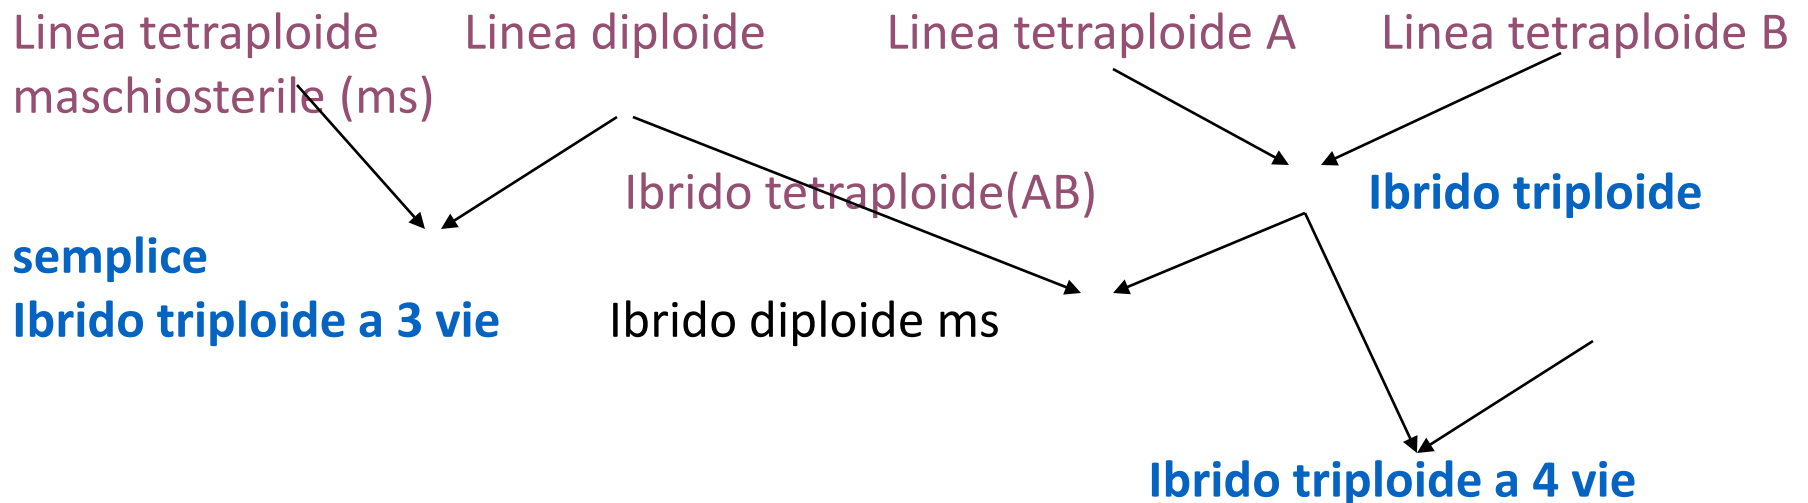 Linea tetraploide Linea diploide Linea tetraploide A Linea tetraploide B
maschiosterile (ms)
Ibrido tetraploide(AB) Ibrido triploide
semplice
Ibrido triploide a 3 vie Ibrido diploide ms
Ibrido triploide a 4 vie